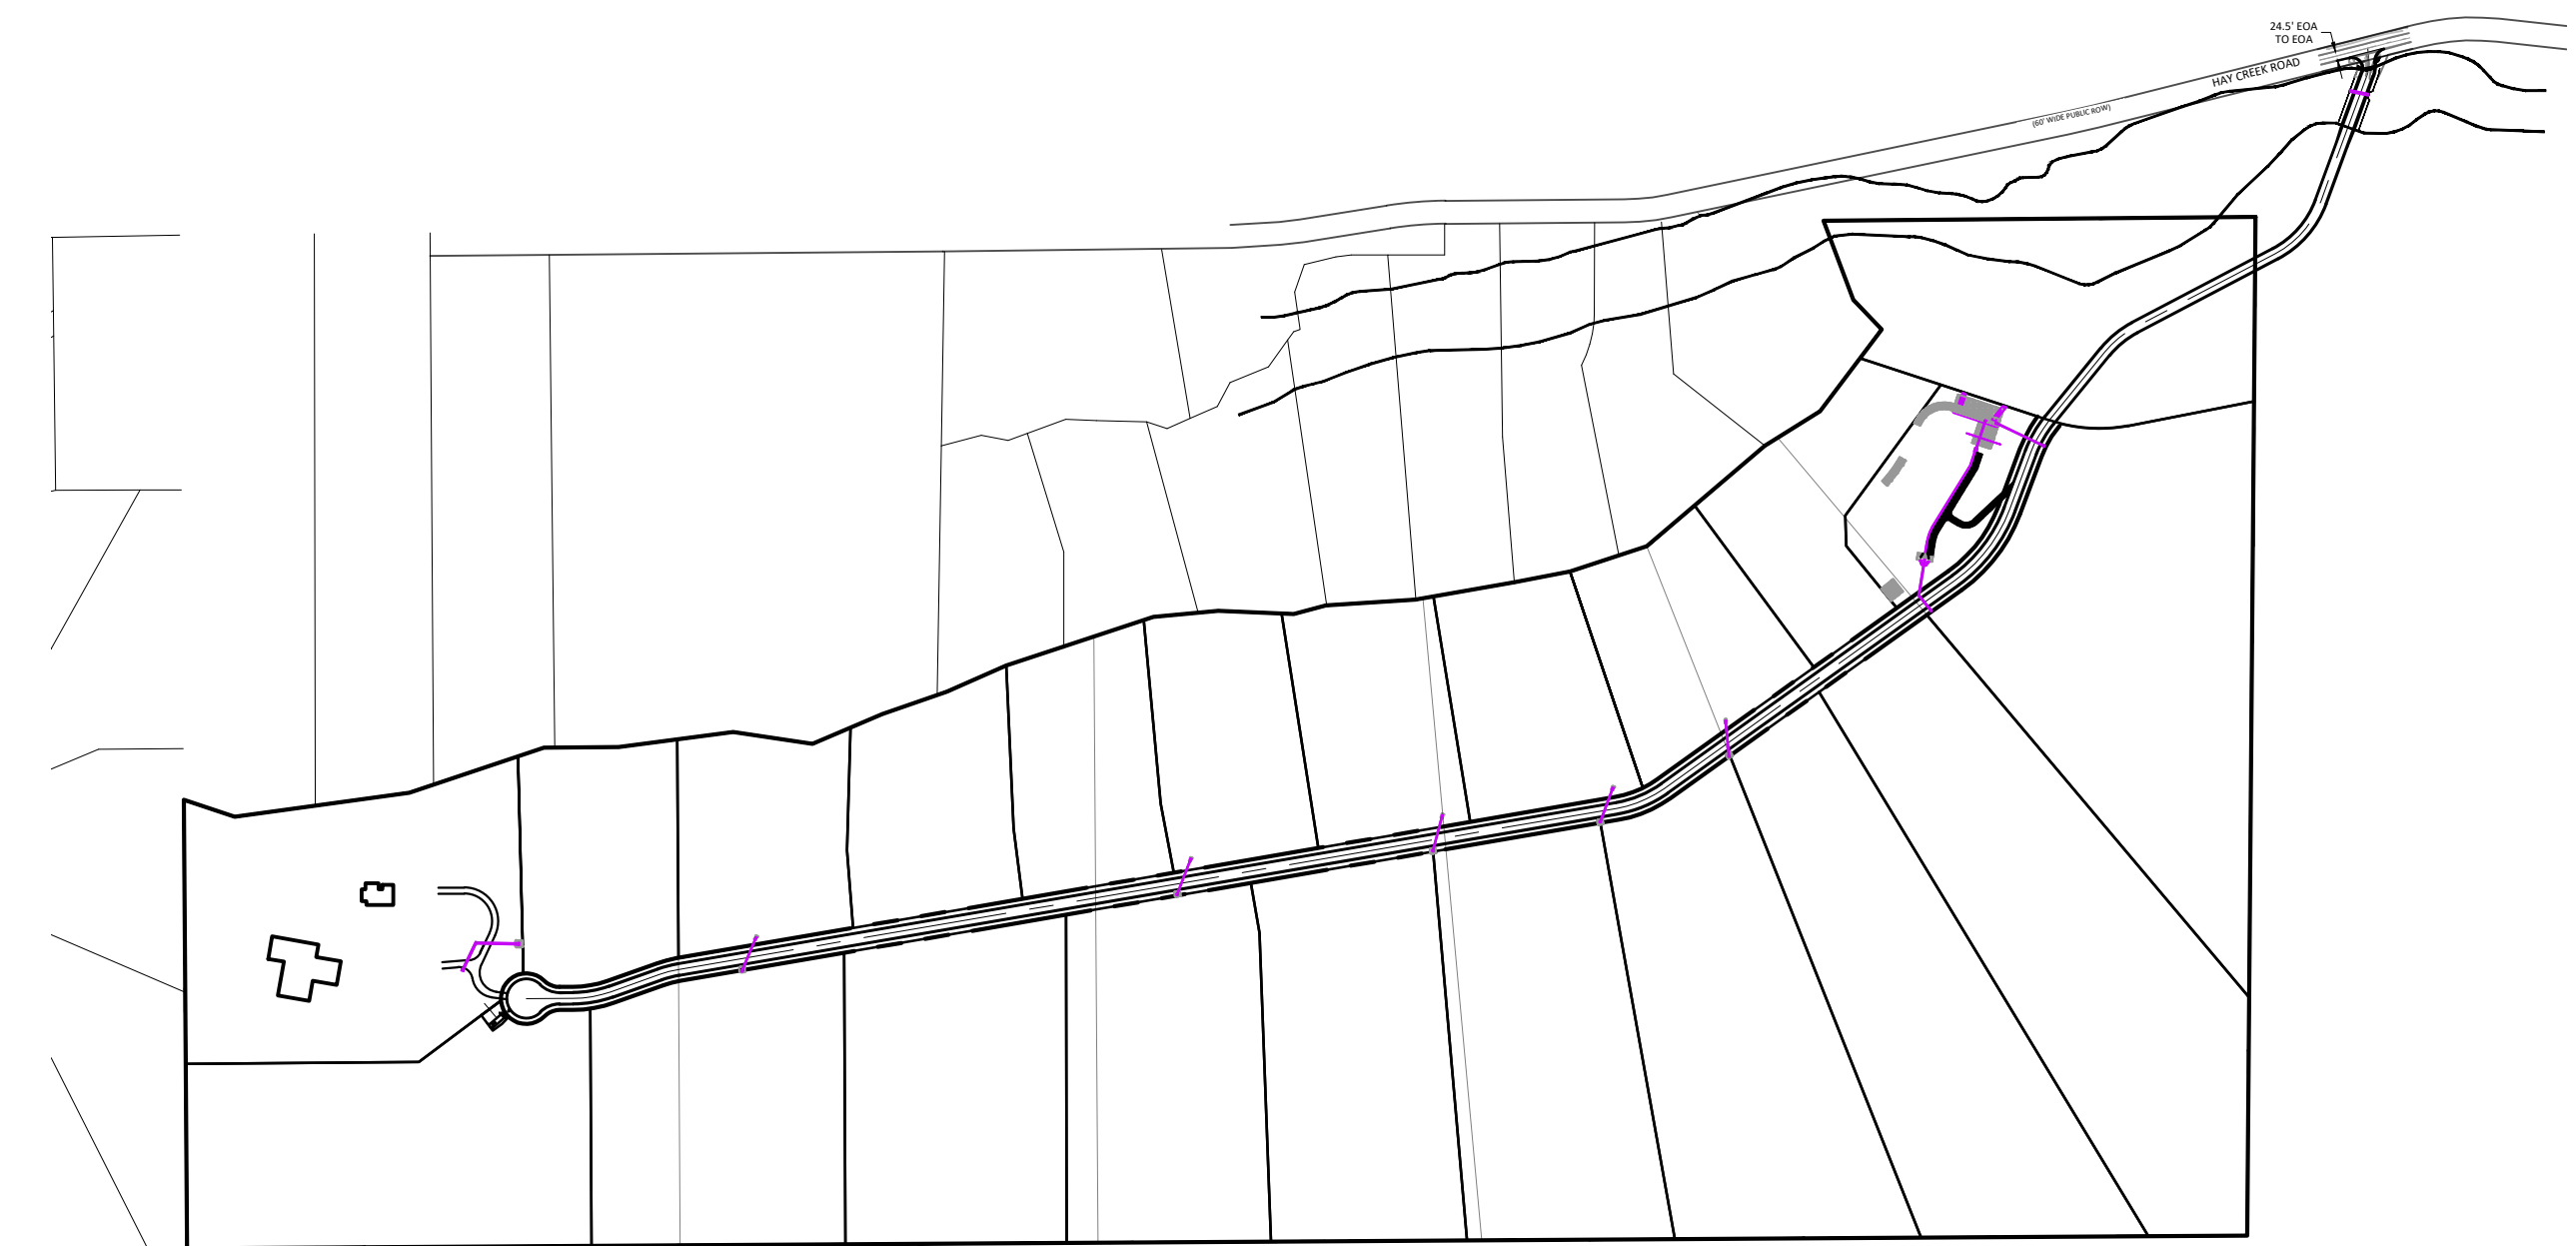 24.5' EOA
TO EOA
HAY CREEK ROAD
(60' WIDE PUBLIC ROW)